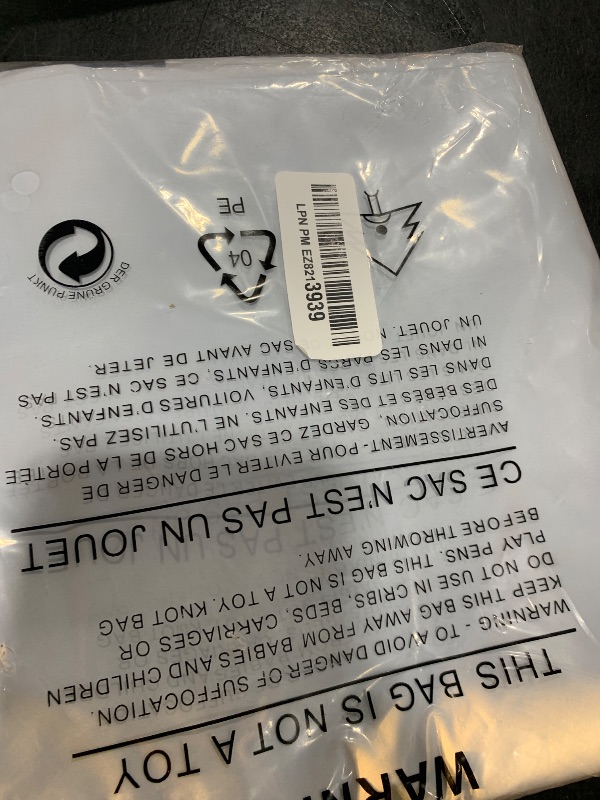 WARN
THIS BAG IS NOT A TOY
WARNING - TO AVOID DANGER OF SUFFOCATION.
KEEP THIS BAG AWAY FROM BABIES AND CHILDREN
DO NOT USE IN CRIBS, BEDS, CARRIAGES OR
PLAY PENS. THIS BAG IS NOT A TOY. KNOT BAG
BEFORE THROWING AWAY.
CE SAC N'EST PAS UN JOUET
AVERTISSEMENT - POUR EVITER LE DANGER DE
SUFFOCATION, GARDEZ CE SAC HORS DE LA PORTÉE
DES BÉBÉS ET DES ENFANTS. NE L'UTILISEZ PAS
DANS LES LITS D'ENFANTS, VOITURES D'ENFANTS,
NI DANS LES PARCS D'ENFANTS, CE SAC N'EST PAS
UN JOUET. SAC AVANT DE JETER.
04
PE
DER GRÜNE PUNKT
LPN PM EZ8213939